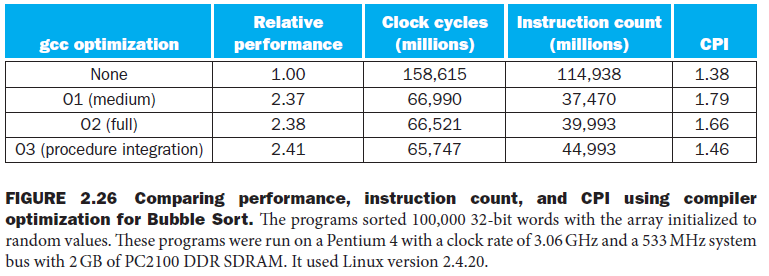 gcc optimization Relative performance Clock cycles (millions) Instruction count (millions) CPI
None 1.00 158,615 114,938 1.38
O1 (medium) 2.37 66,990 37,470 1.79
O2 (full) 2.38 66,521 39,993 1.66
O3 (procedure integration) 2.41 65,747 44,993 1.46
FIGURE 2.26 Comparing performance, instruction count, and CPI using compiler
optimization for Bubble Sort. The programs sorted 100,000 32-bit words with the array initialized to
random values. These programs were run on a Pentium 4 with a clock rate of 3.06 GHz and a 533 MHz system
bus with 2 GB of PC2100 DDR SDRAM. It used Linux version 2.4.20.